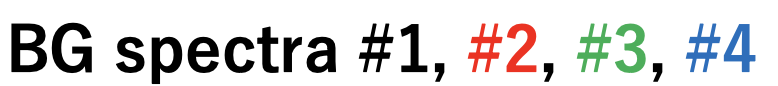 BG spectra #1, #2, #3, #4